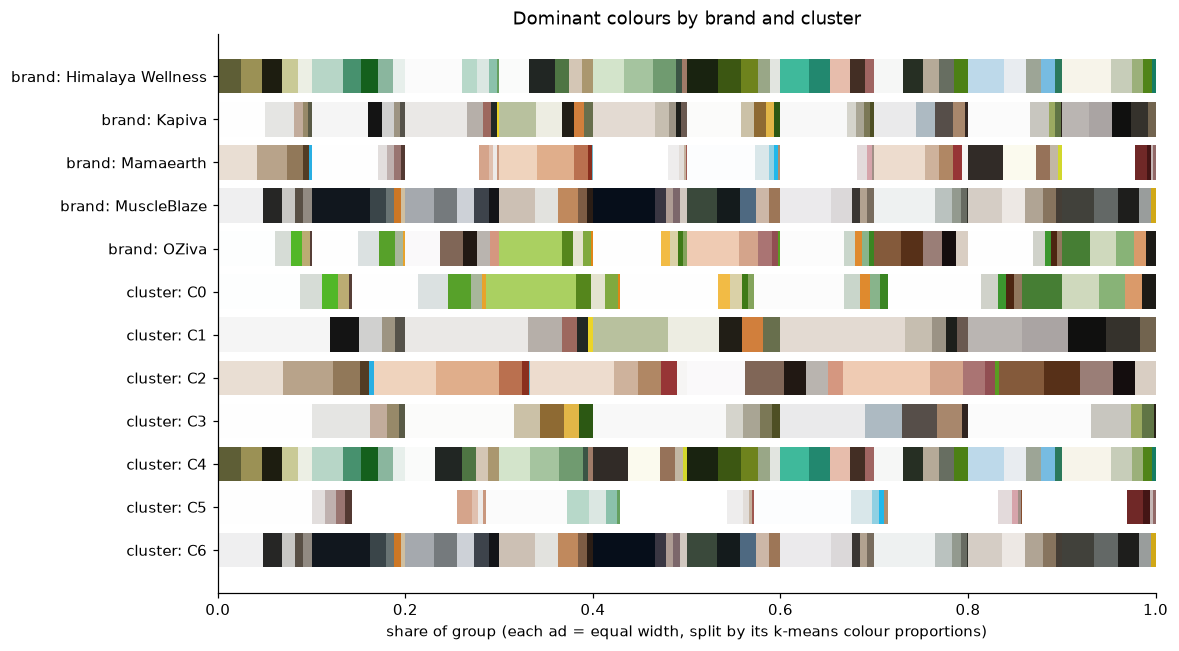 Dominant colours by brand and cluster
brand: Himalaya Wellness
brand: Kapiva
brand: Mamaearth
brand: MuscleBlaze
brand: OZiva
cluster: C0
cluster: C1
cluster: C2
cluster: C3
cluster: C4
cluster: C5
cluster: C6
0.0 0.2 0.4 0.6 0.8 1.0
share of group (each ad = equal width, split by its k-means colour proportions)